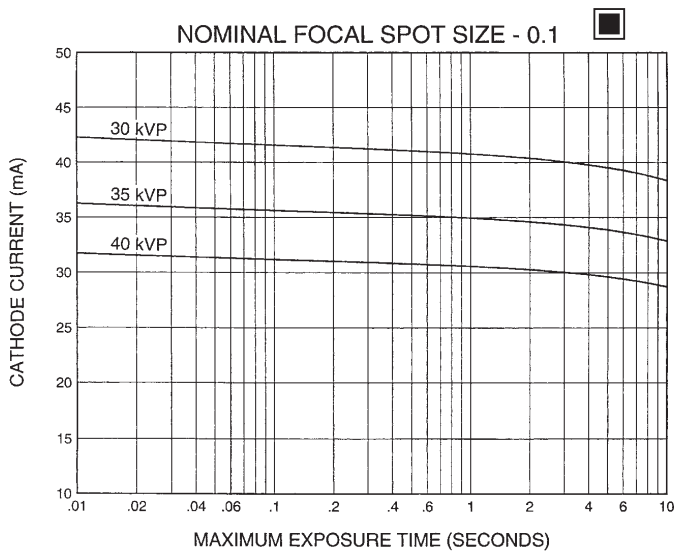 NOMINAL FOCAL SPOT SIZE - 0.1
50
45
40
35
30
25
20
15
10
CATHODE CURRENT (mA)
30 kVP
35 kVP
40 kVP
.01 .02 .04 .06 .1 .2 .4 .6 1 2 4 6 10
MAXIMUM EXPOSURE TIME (SECONDS)